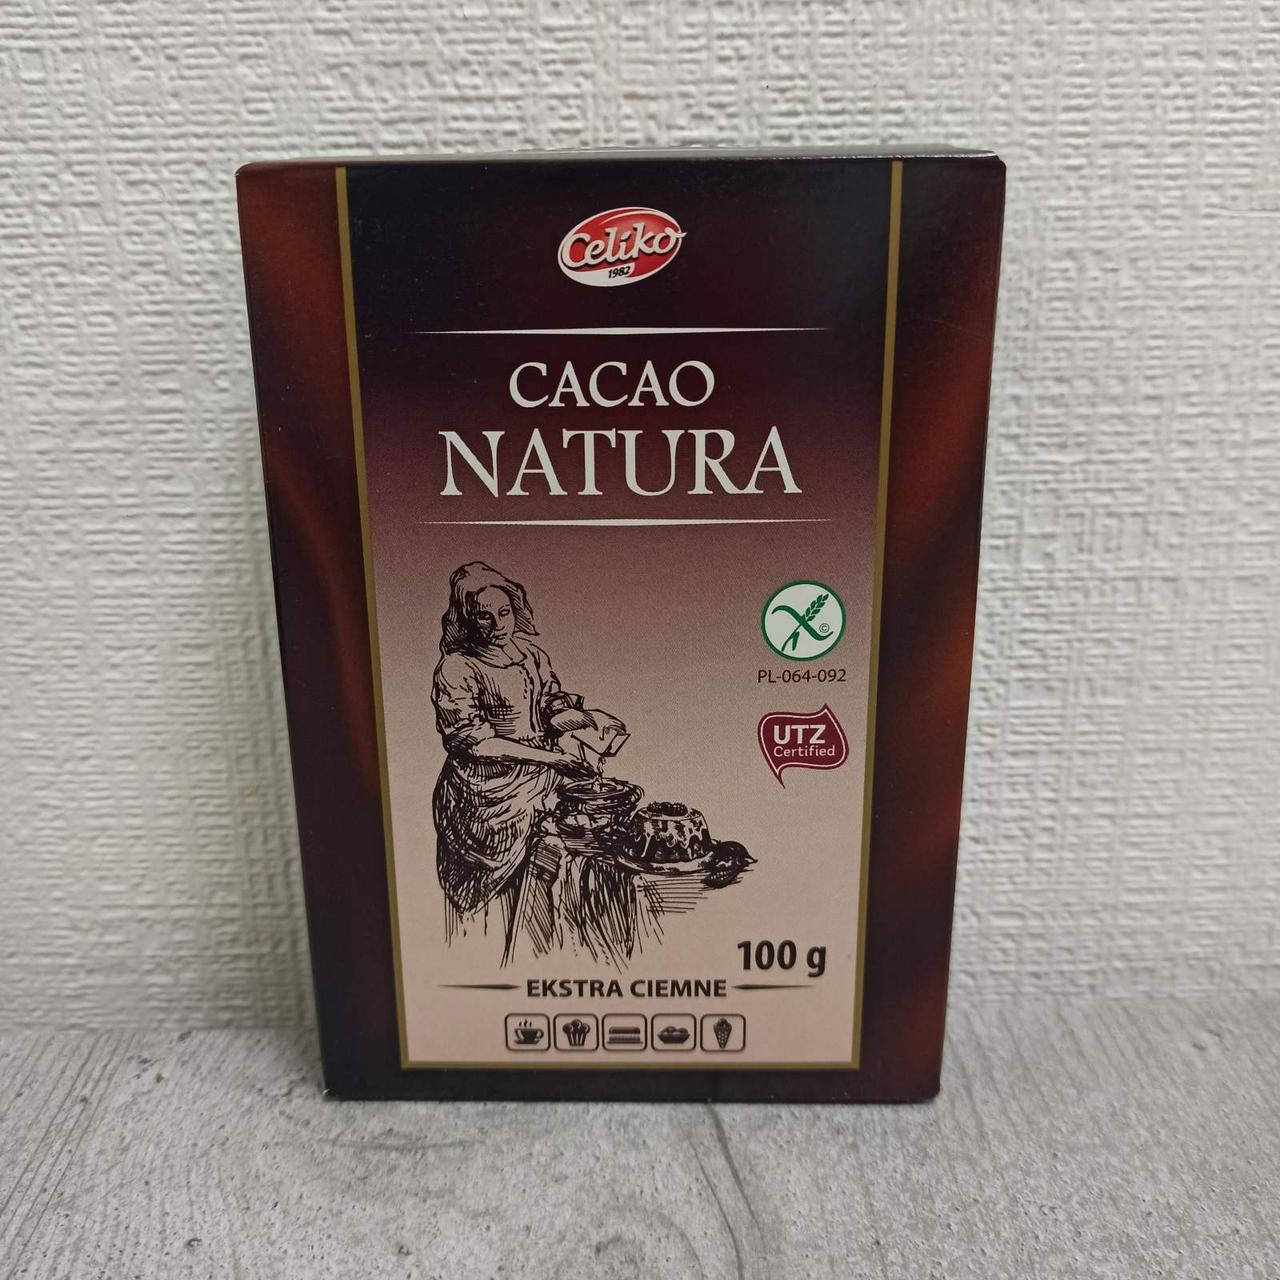 Celiko
1982
CACAO
NATURA
©
PL-064-092
UTZ
Certified
100 g
EKSTRA CIEMNE